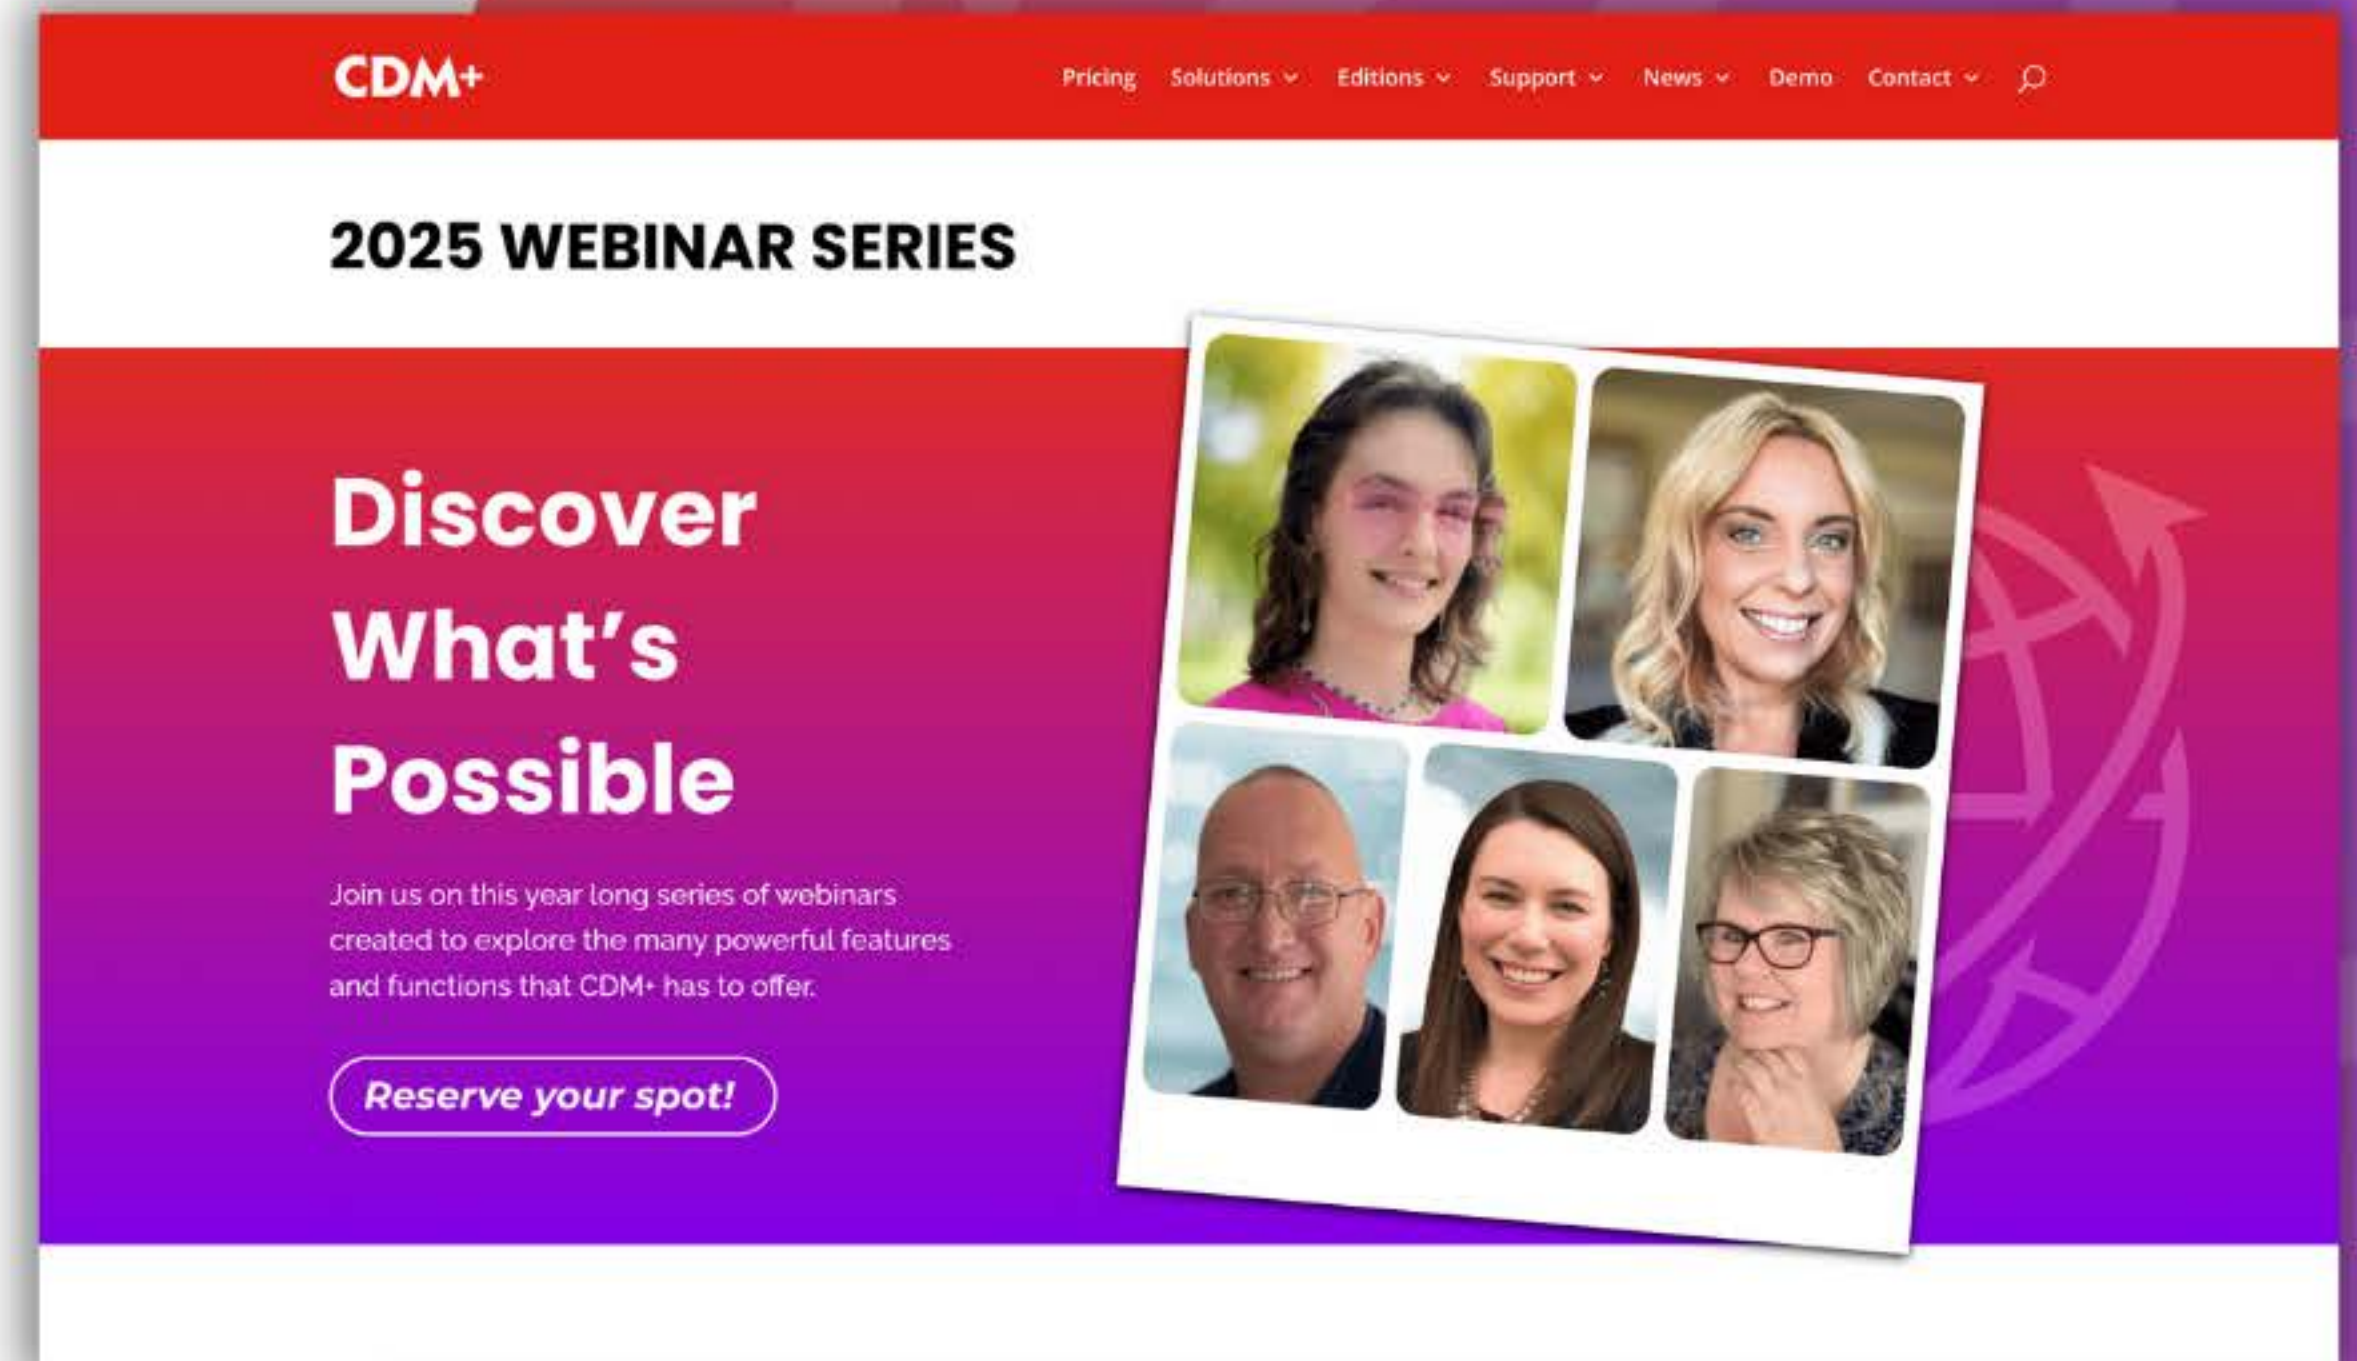 CDM+
Pricing Solutions Editions Support News Demo Contact
2025 WEBINAR SERIES
Discover
What's
Possible
Join us on this year long series of webinars
created to explore the many powerful features
and functions that CDM+ has to offer.
Reserve your spot!